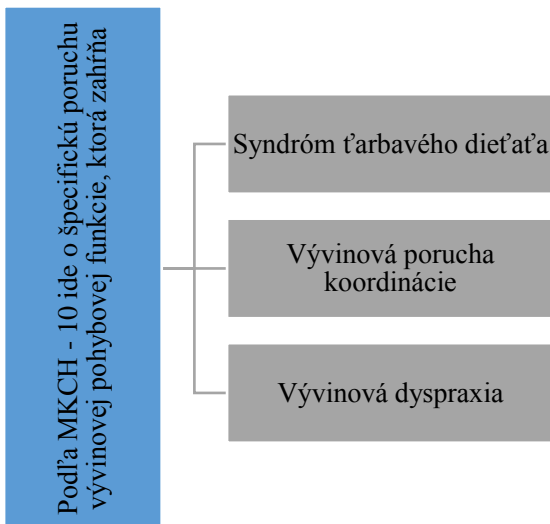 Podľa MKCH - 10 ide o špecifickú poruchu
vývinovej pohybovej funkcie, ktorá zahŕňa
Syndróm ťarbavého dieťaťa
Vývinová porucha
koordinácie
Vývinová dyspraxia